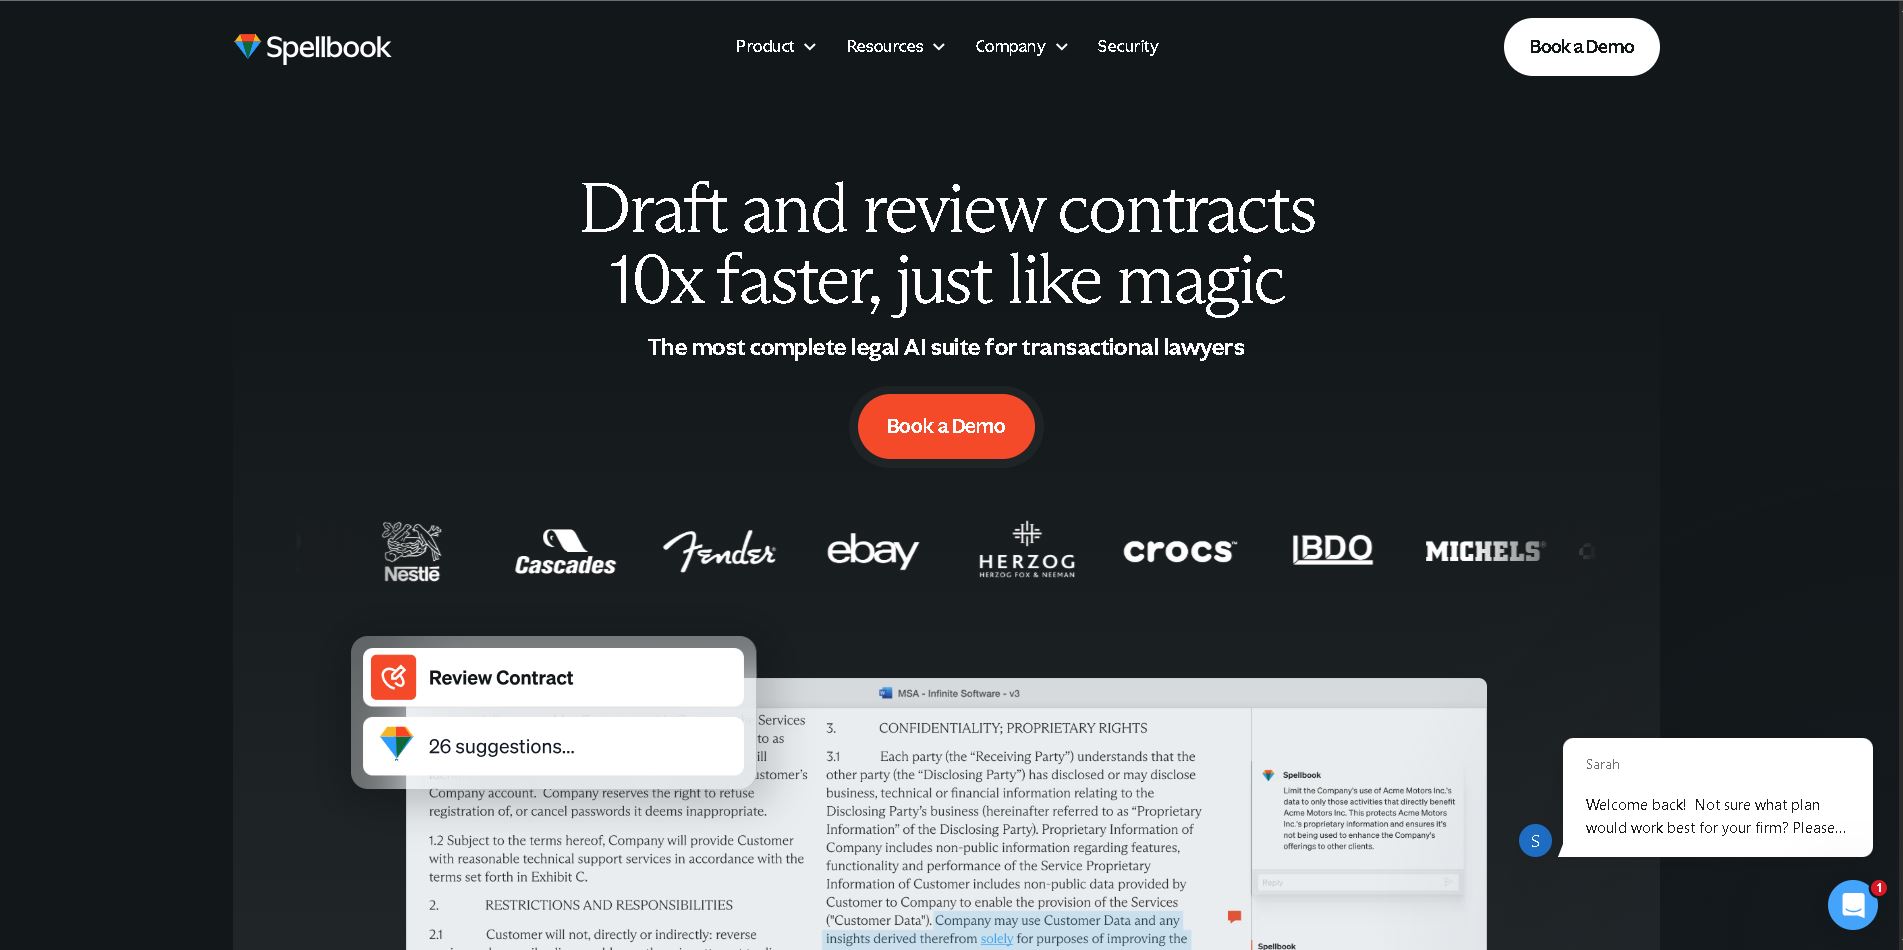 Spellbook
Product
Resources
Company
Security
Book a Demo
Draft and review contracts
10x faster, just like magic
The most complete legal AI suite for transactional lawyers
Book a Demo
Nestlé
Cascades
Fender
ebay
HERZOG
HERZOG FOX & NEEMAN
crocs™
BDO
MICHELS®
Review Contract
26 suggestions...
MSA - Infinite Software - v3
Services
to as
ill
ustomer's
Company account. Company reserves the right to refuse
registration of, or cancel passwords it deems inappropriate.
1.2 Subject to the terms hereof, Company will provide Customer
with reasonable technical support services in accordance with the
terms set forth in Exhibit C.
2. RESTRICTIONS AND RESPONSIBILITIES
2.1 Customer will not, directly or indirectly: reverse
3. CONFIDENTIALITY; PROPRIETARY RIGHTS
3.1 Each party (the “Receiving Party”) understands that the
other party (the “Disclosing Party”) has disclosed or may disclose
business, technical or financial information relating to the
Disclosing Party’s business (hereinafter referred to as “Proprietary
Information” of the Disclosing Party). Proprietary Information of
Company includes non-public information regarding features,
functionality and performance of the Service Proprietary
Information of Customer includes non-public data provided by
Customer to Company to enable the provision of the Services
("Customer Data"). Company may use Customer Data and any
insights derived therefrom solely for purposes of improving the
Spellbook
Limit the Company's use of Acme Motors Inc.'s
data to only those activities that directly benefit
Acme Motors Inc. This protects Acme Motors
Inc.'s proprietary information and ensures it's
not being used to enhance the Company's
offerings to other clients.
Reply
Spellbook
Sarah
Welcome back! Not sure what plan
would work best for your firm? Please...
S
1